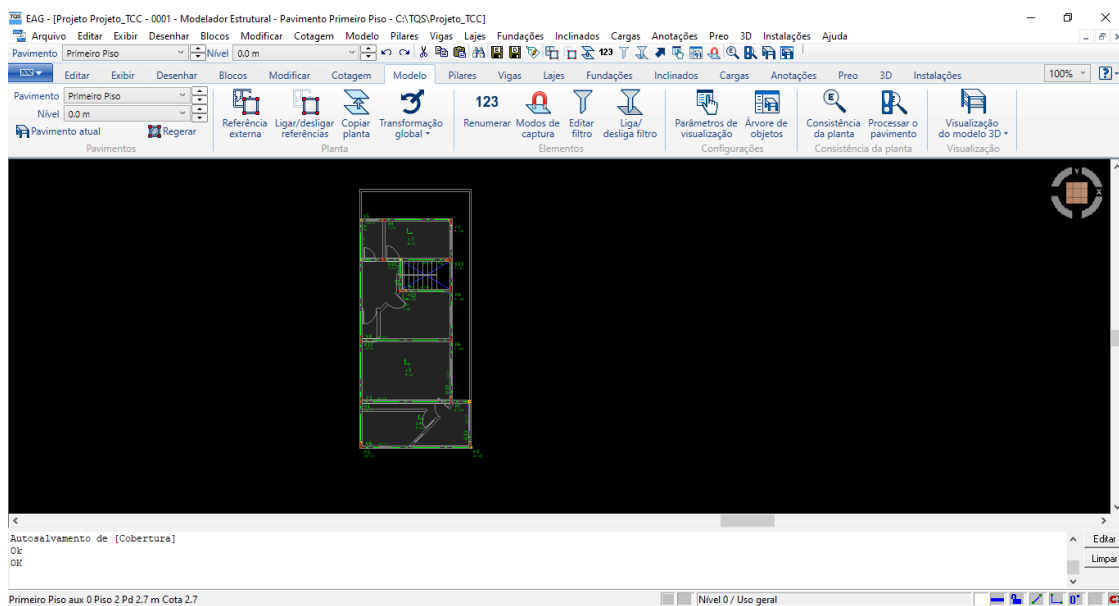 TQS EAG - [Projeto Projeto_TCC - 0001 - Modelador Estrutural - Pavimento Primeiro Piso - C:\TQS\Projeto_TCC]
Arquivo Editar Exibir Desenhar Blocos Modificar Cotagem Modelo Pilares Vigas Lajes Fundações Inclinados Cargas Anotações Preo 3D Instalações Ajuda
Pavimento Primeiro Piso Nível 0.0 m 123
Editar Exibir Desenhar Blocos Modificar Cotagem Modelo Pilares Vigas Lajes Fundações Inclinados Cargas Anotações Preo 3D Instalações 100% ?
Pavimento Primeiro Piso
Nível 0.0 m
Pavimento atual Regerar
Pavimentos
Referência externa
Ligar/desligar referências
Copiar planta
Transformação global
Planta
123
Renumerar
Modos de captura
Editar filtro
Liga/ desliga filtro
Elementos
Parâmetros de visualização
Árvore de objetos
Configurações
Consistência da planta
Processar o pavimento
Consistência da planta
Visualização do modelo 3D
Visualização
Y
X
Autosalvamento de [Cobertura]
Ok
OK
Editar
Limpar
Primeiro Piso aux 0 Piso 2 Pd 2.7 m Cota 2.7
Nível 0 / Uso geral